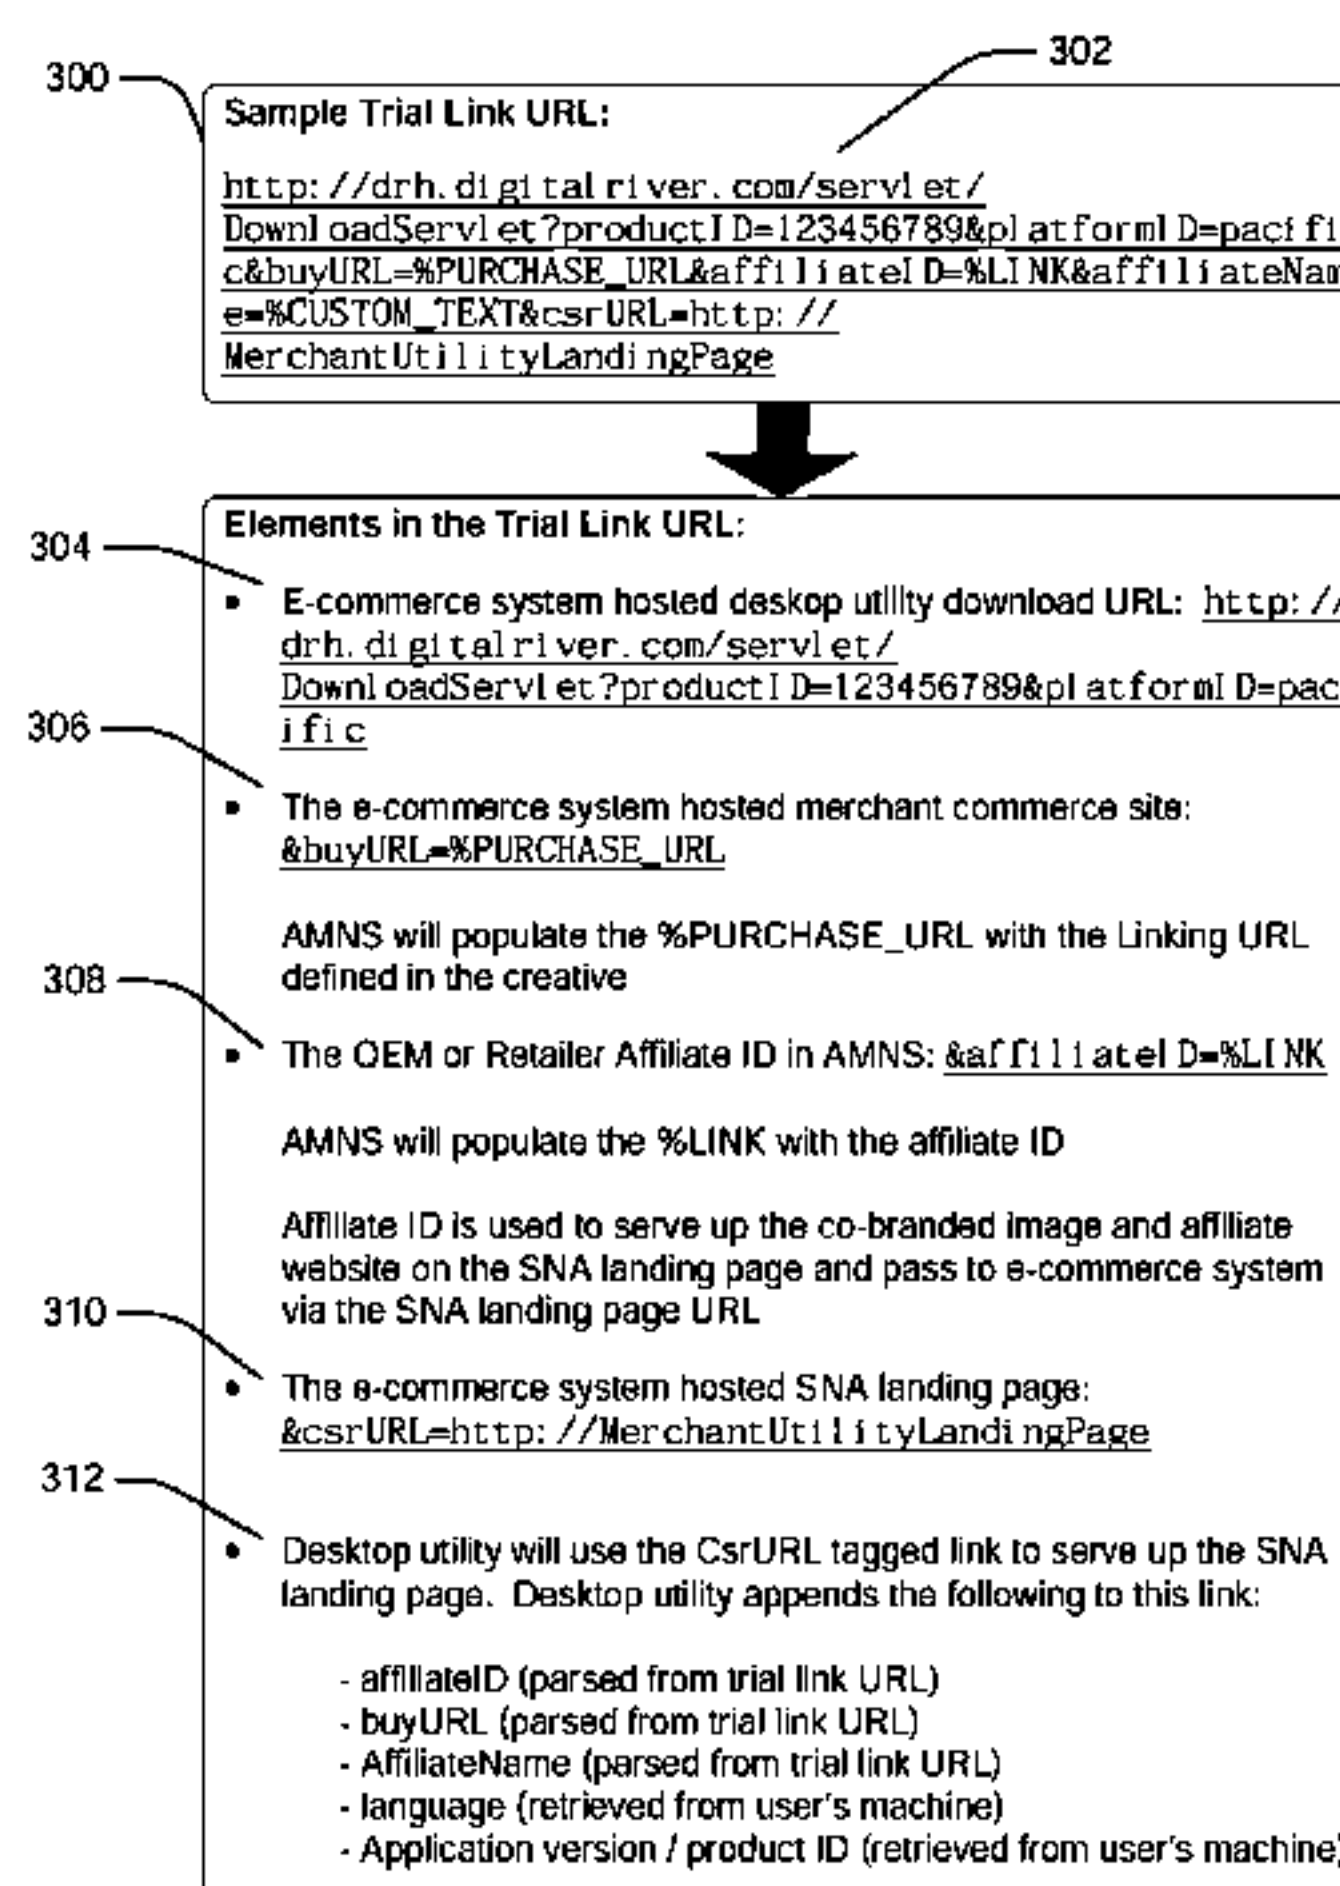 302
300
Sample Trial Link URL:
http://drh.digitalriver.com/servlet/
DownloadServlet?productID=123456789&platformID=pacifi
c&buyURL=%PURCHASE_URL&affiliateID=%LINK&affiliateNam
e=%CUSTOM_TEXT&csrURL=http://
MerchantUtilityLandingPage
Elements in the Trial Link URL:
304
• E-commerce system hosted deskop utility download URL: http://
drh.digitalriver.com/servlet/
DownloadServlet?productID=123456789&platformID=pac
ific
306
• The e-commerce system hosted merchant commerce site:
&buyURL=%PURCHASE_URL
AMNS will populate the %PURCHASE_URL with the Linking URL
defined in the creative
308
• The OEM or Retailer Affiliate ID in AMNS: &affiliateID=%LINK
AMNS will populate the %LINK with the affiliate ID
Affiliate ID is used to serve up the co-branded image and affiliate
website on the SNA landing page and pass to e-commerce system
via the SNA landing page URL
310
• The e-commerce system hosted SNA landing page:
&csrURL=http://MerchantUtilityLandingPage
312
• Desktop utility will use the CsrURL tagged link to serve up the SNA
landing page. Desktop utility appends the following to this link:
- affiliateID (parsed from trial link URL)
- buyURL (parsed from trial link URL)
- AffiliateName (parsed from trial link URL)
- language (retrieved from user's machine)
- Application version / product ID (retrieved from user's machine)